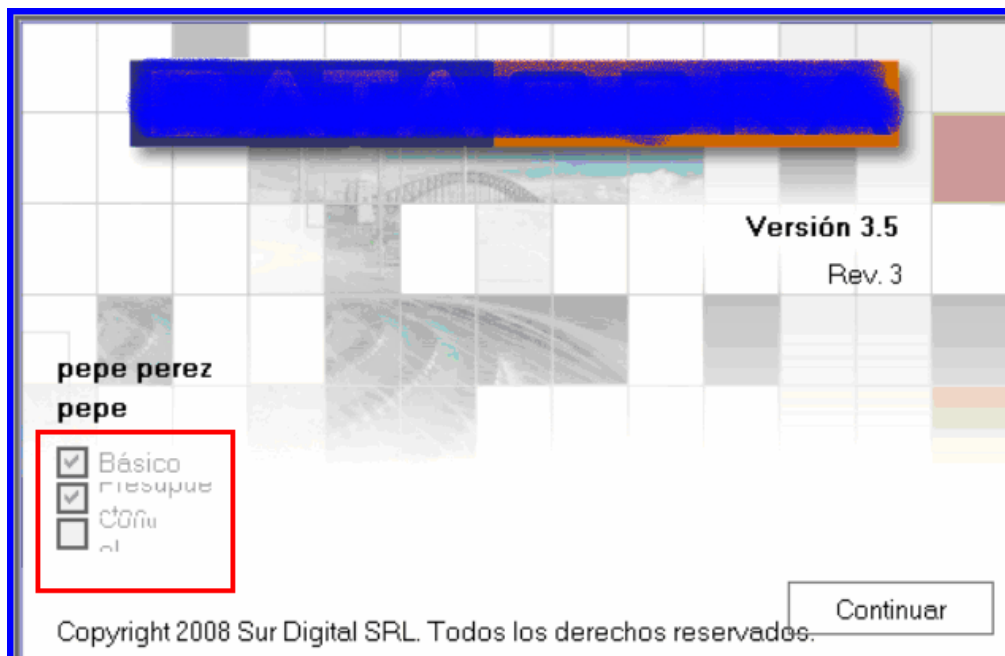 Versión 3.5
Rev. 3
pepe perez
pepe
Básico
Continuar
Copyright 2008 Sur Digital SRL. Todos los derechos reservados.